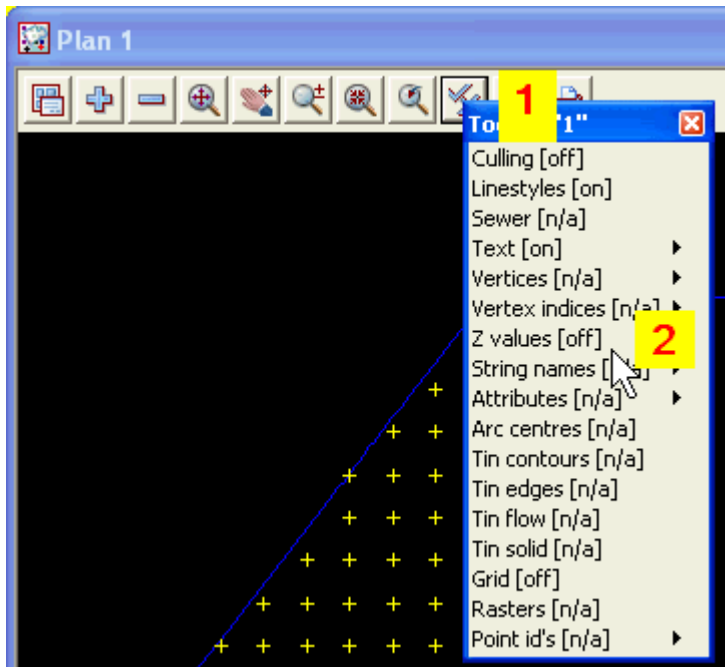 Plan 1
1
To "1"
Culling [off]
Linestyles [on]
Sewer [n/a]
Text [on]
Vertices [n/a]
Vertex indices [n/a]
Z values [off]
2
String names [n/a]
Attributes [n/a]
Arc centres [n/a]
Tin contours [n/a]
Tin edges [n/a]
Tin flow [n/a]
Tin solid [n/a]
Grid [off]
Rasters [n/a]
Point id's [n/a]